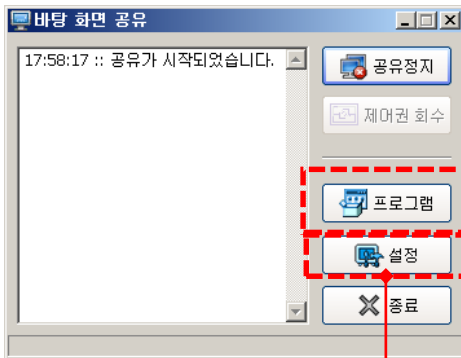 바탕 화면 공유
17:58:17 :: 공유가 시작되었습니다.
공유정지
제어권 회수
프로그램
설정
종료